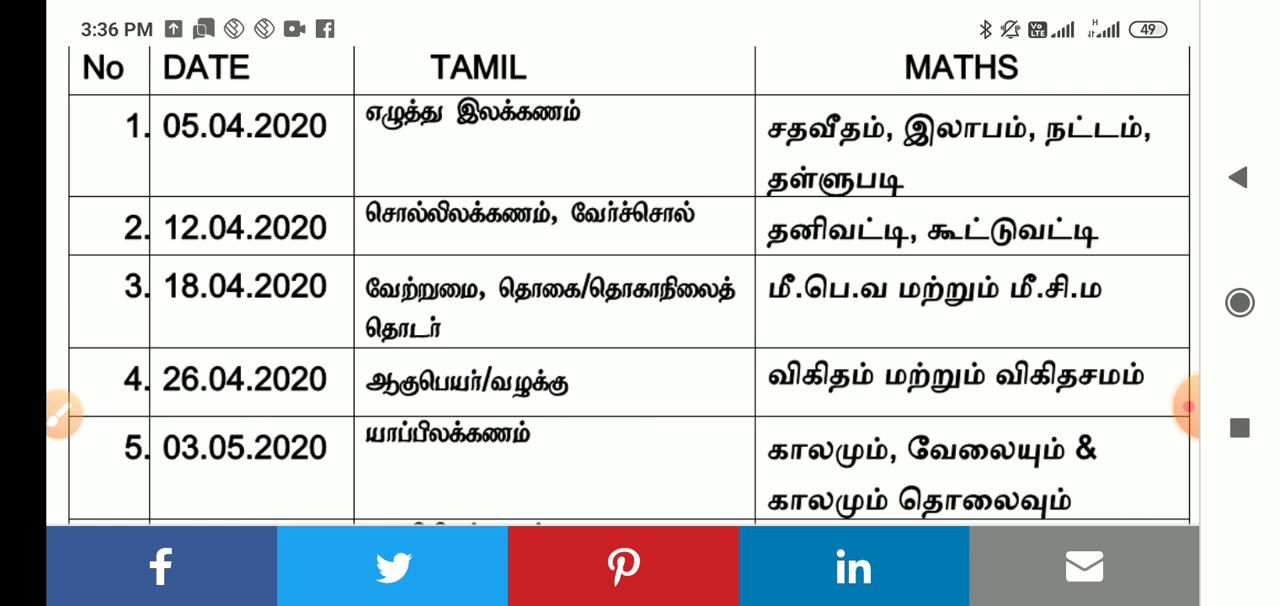 3:36 PM
49
No DATE TAMIL MATHS
1. 05.04.2020 எழுத்து இலக்கணம் சதவீதம், இலாபம், நட்டம்,
தள்ளுபடி
2. 12.04.2020 சொல்லிலக்கணம், வேர்ச்சொல் தனிவட்டி, கூட்டுவட்டி
3. 18.04.2020 வேற்றுமை, தொகை/தொகாநிலைத் மீ.பெ.வ மற்றும் மீ.சி.ம
தொடர்
4. 26.04.2020 ஆகுபெயர்/வழுக்கு விகிதம் மற்றும் விகிதசமம்
5. 03.05.2020 யாப்பிலக்கணம் காலமும், வேலையும் &
காலமும் தொலைவும்